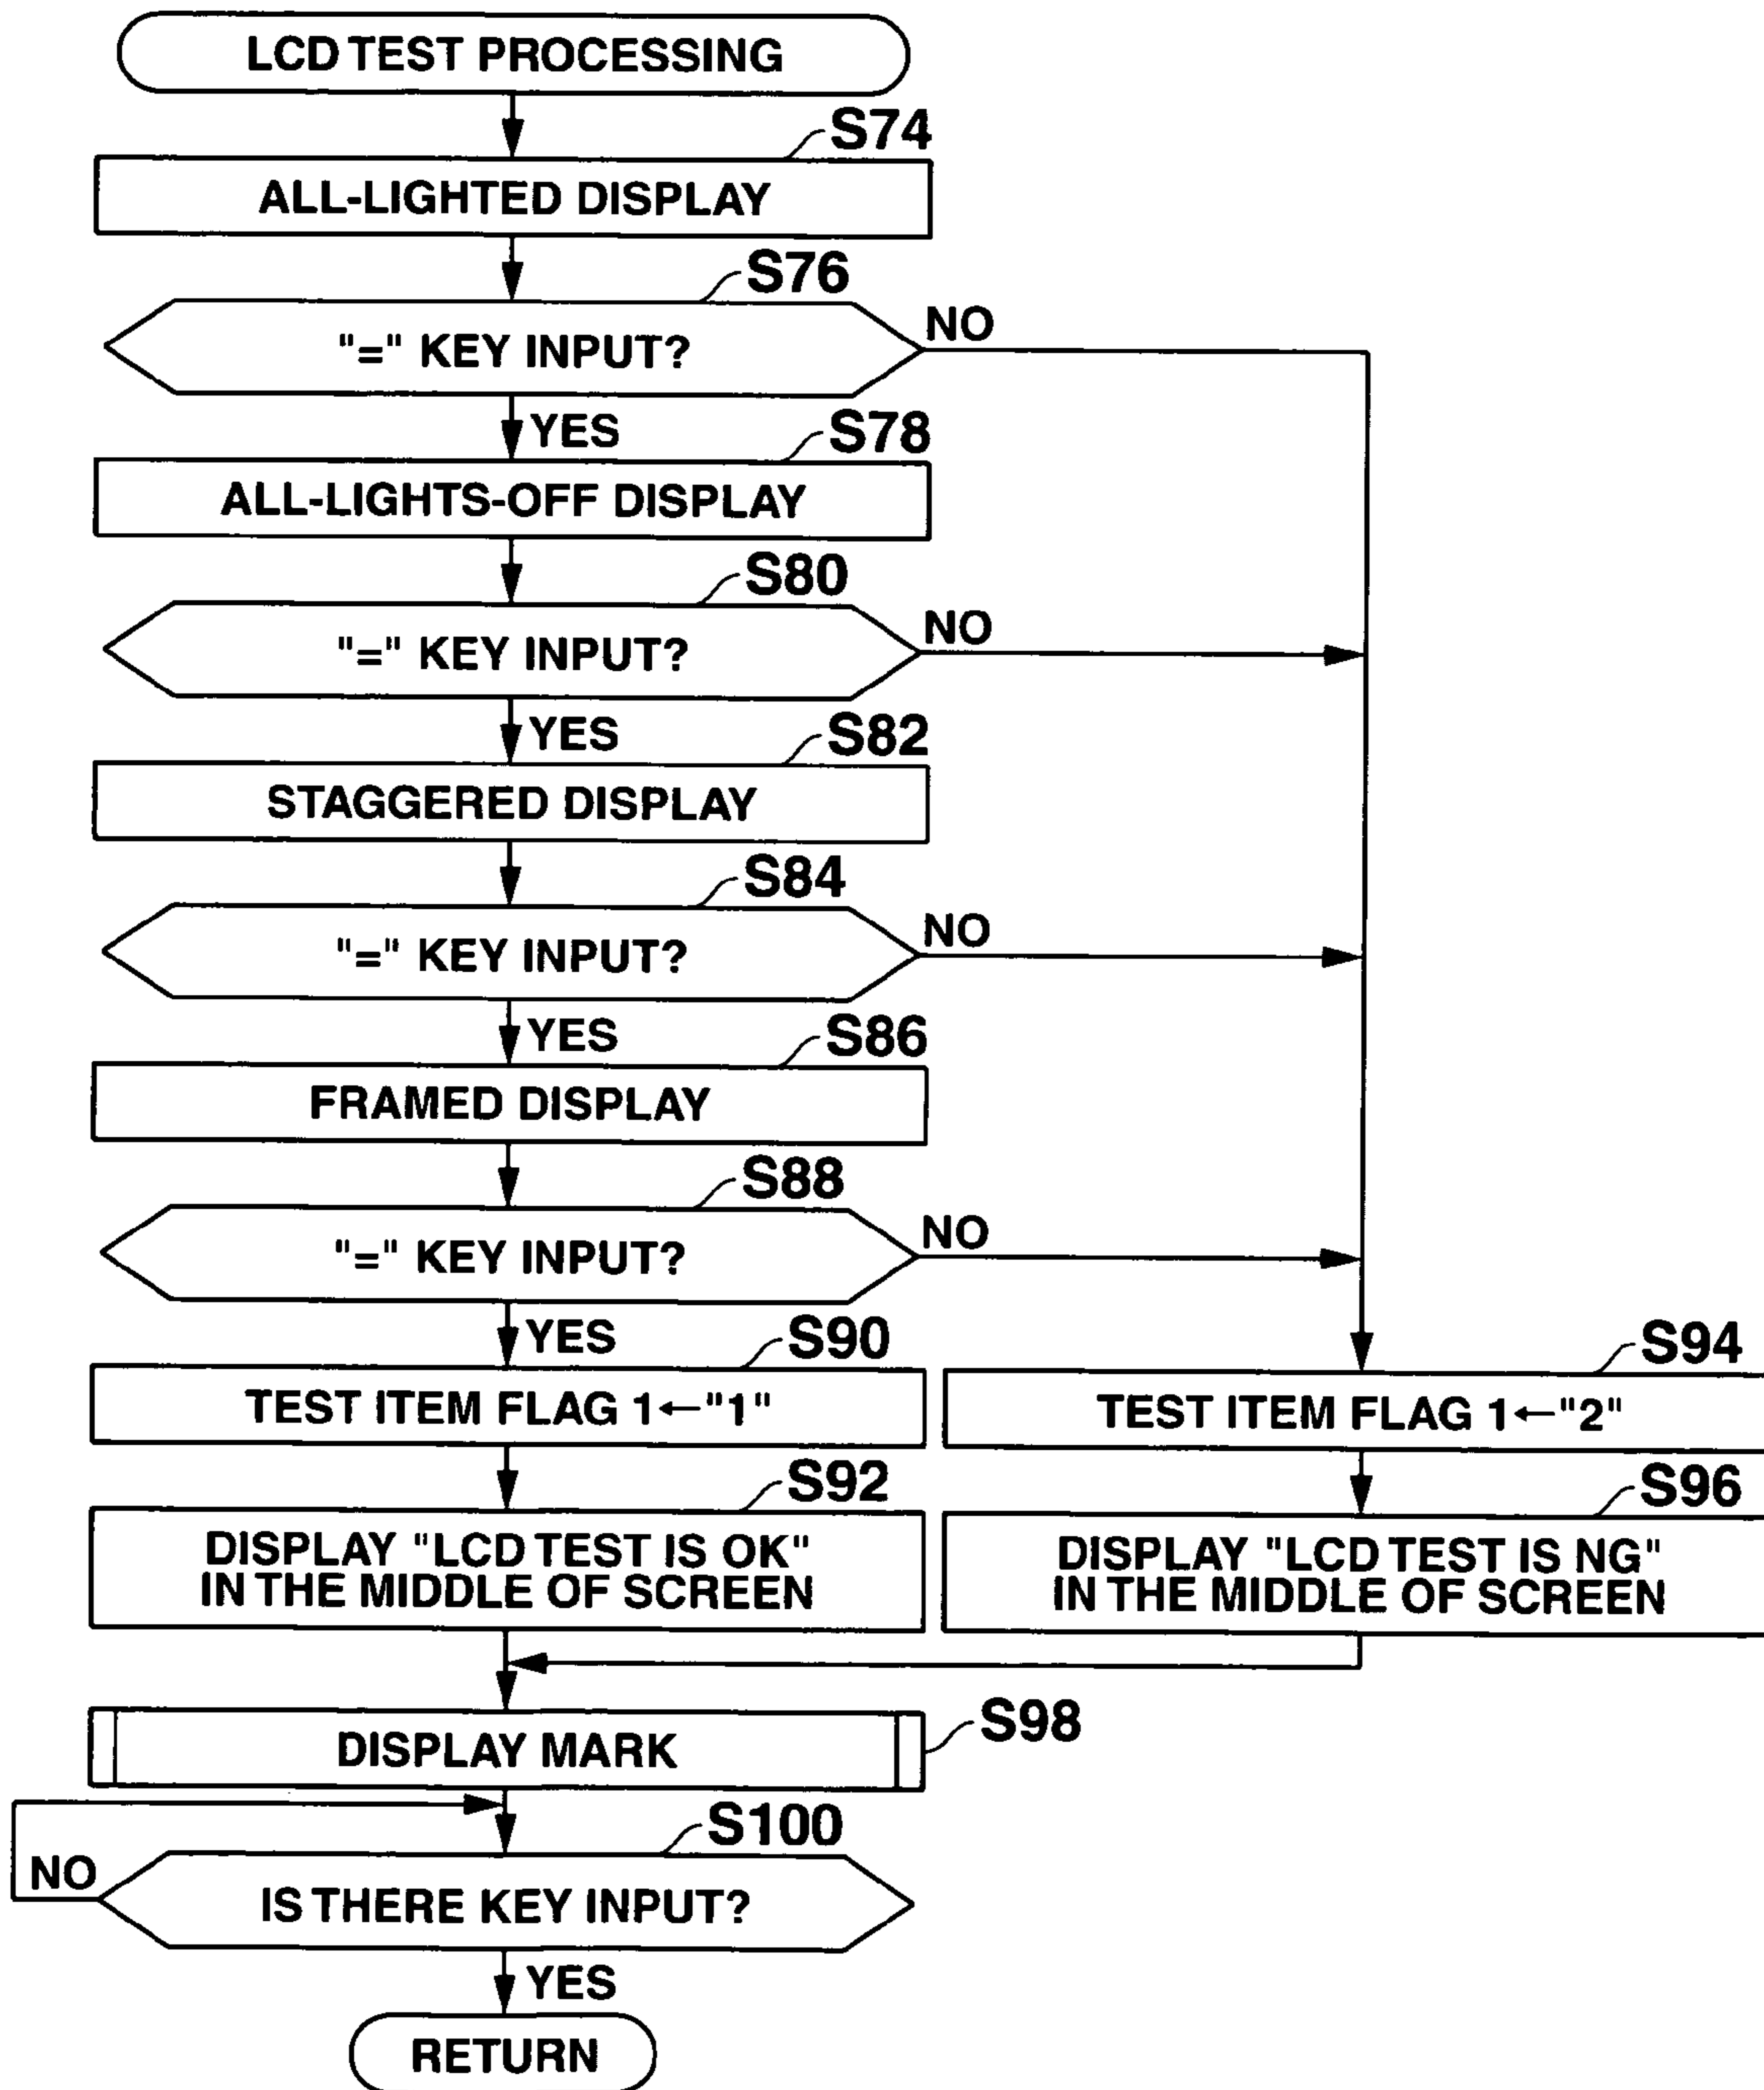 LCD TEST PROCESSING
S74
ALL-LIGHTED DISPLAY
S76
"=" KEY INPUT?
NO
YES
S78
ALL-LIGHTS-OFF DISPLAY
S80
"=" KEY INPUT?
NO
YES
S82
STAGGERED DISPLAY
S84
"=" KEY INPUT?
NO
YES
S86
FRAMED DISPLAY
S88
"=" KEY INPUT?
NO
YES
S90
TEST ITEM FLAG 1←"1"
S94
TEST ITEM FLAG 1←"2"
S92
DISPLAY "LCD TEST IS OK"
IN THE MIDDLE OF SCREEN
S96
DISPLAY "LCD TEST IS NG"
IN THE MIDDLE OF SCREEN
S98
DISPLAY MARK
S100
IS THERE KEY INPUT?
NO
YES
RETURN